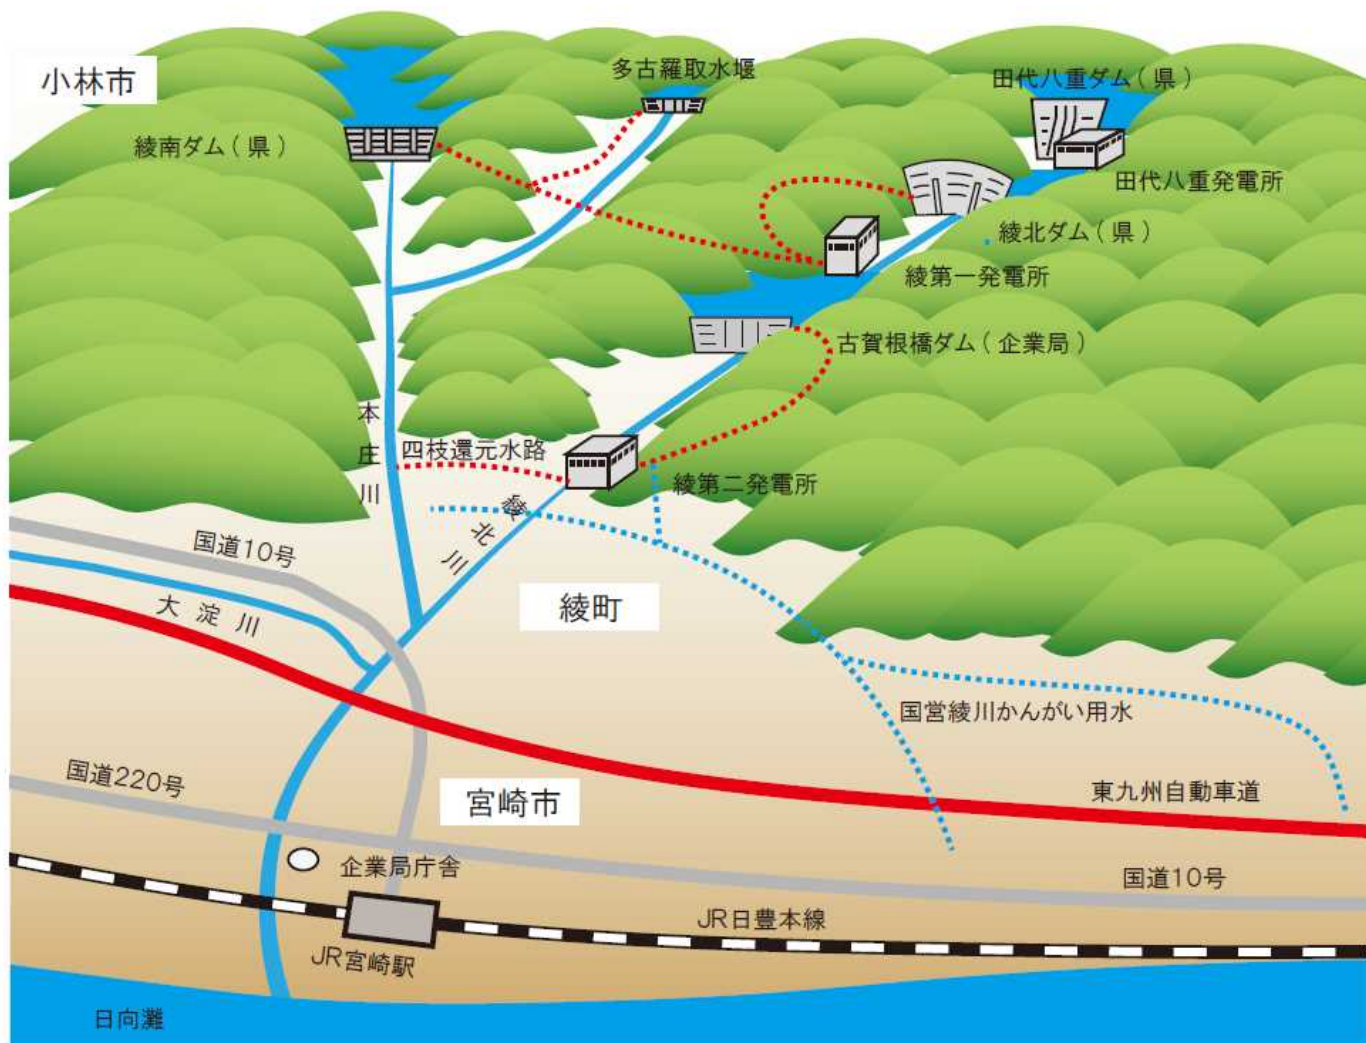 小林市
多古羅取水堰
田代八重ダム(県)
綾南ダム(県)
田代八重発電所
綾北ダム(県)
綾第一発電所
古賀根橋ダム(企業局)
本庄川
四枝還元水路
綾第二発電所
綾北川
国道10号
大淀川
綾町
国営綾川かんがい用水
国道220号
宮崎市
東九州自動車道
企業局庁舎
国道10号
JR日豊本線
JR宮崎駅
日向灘